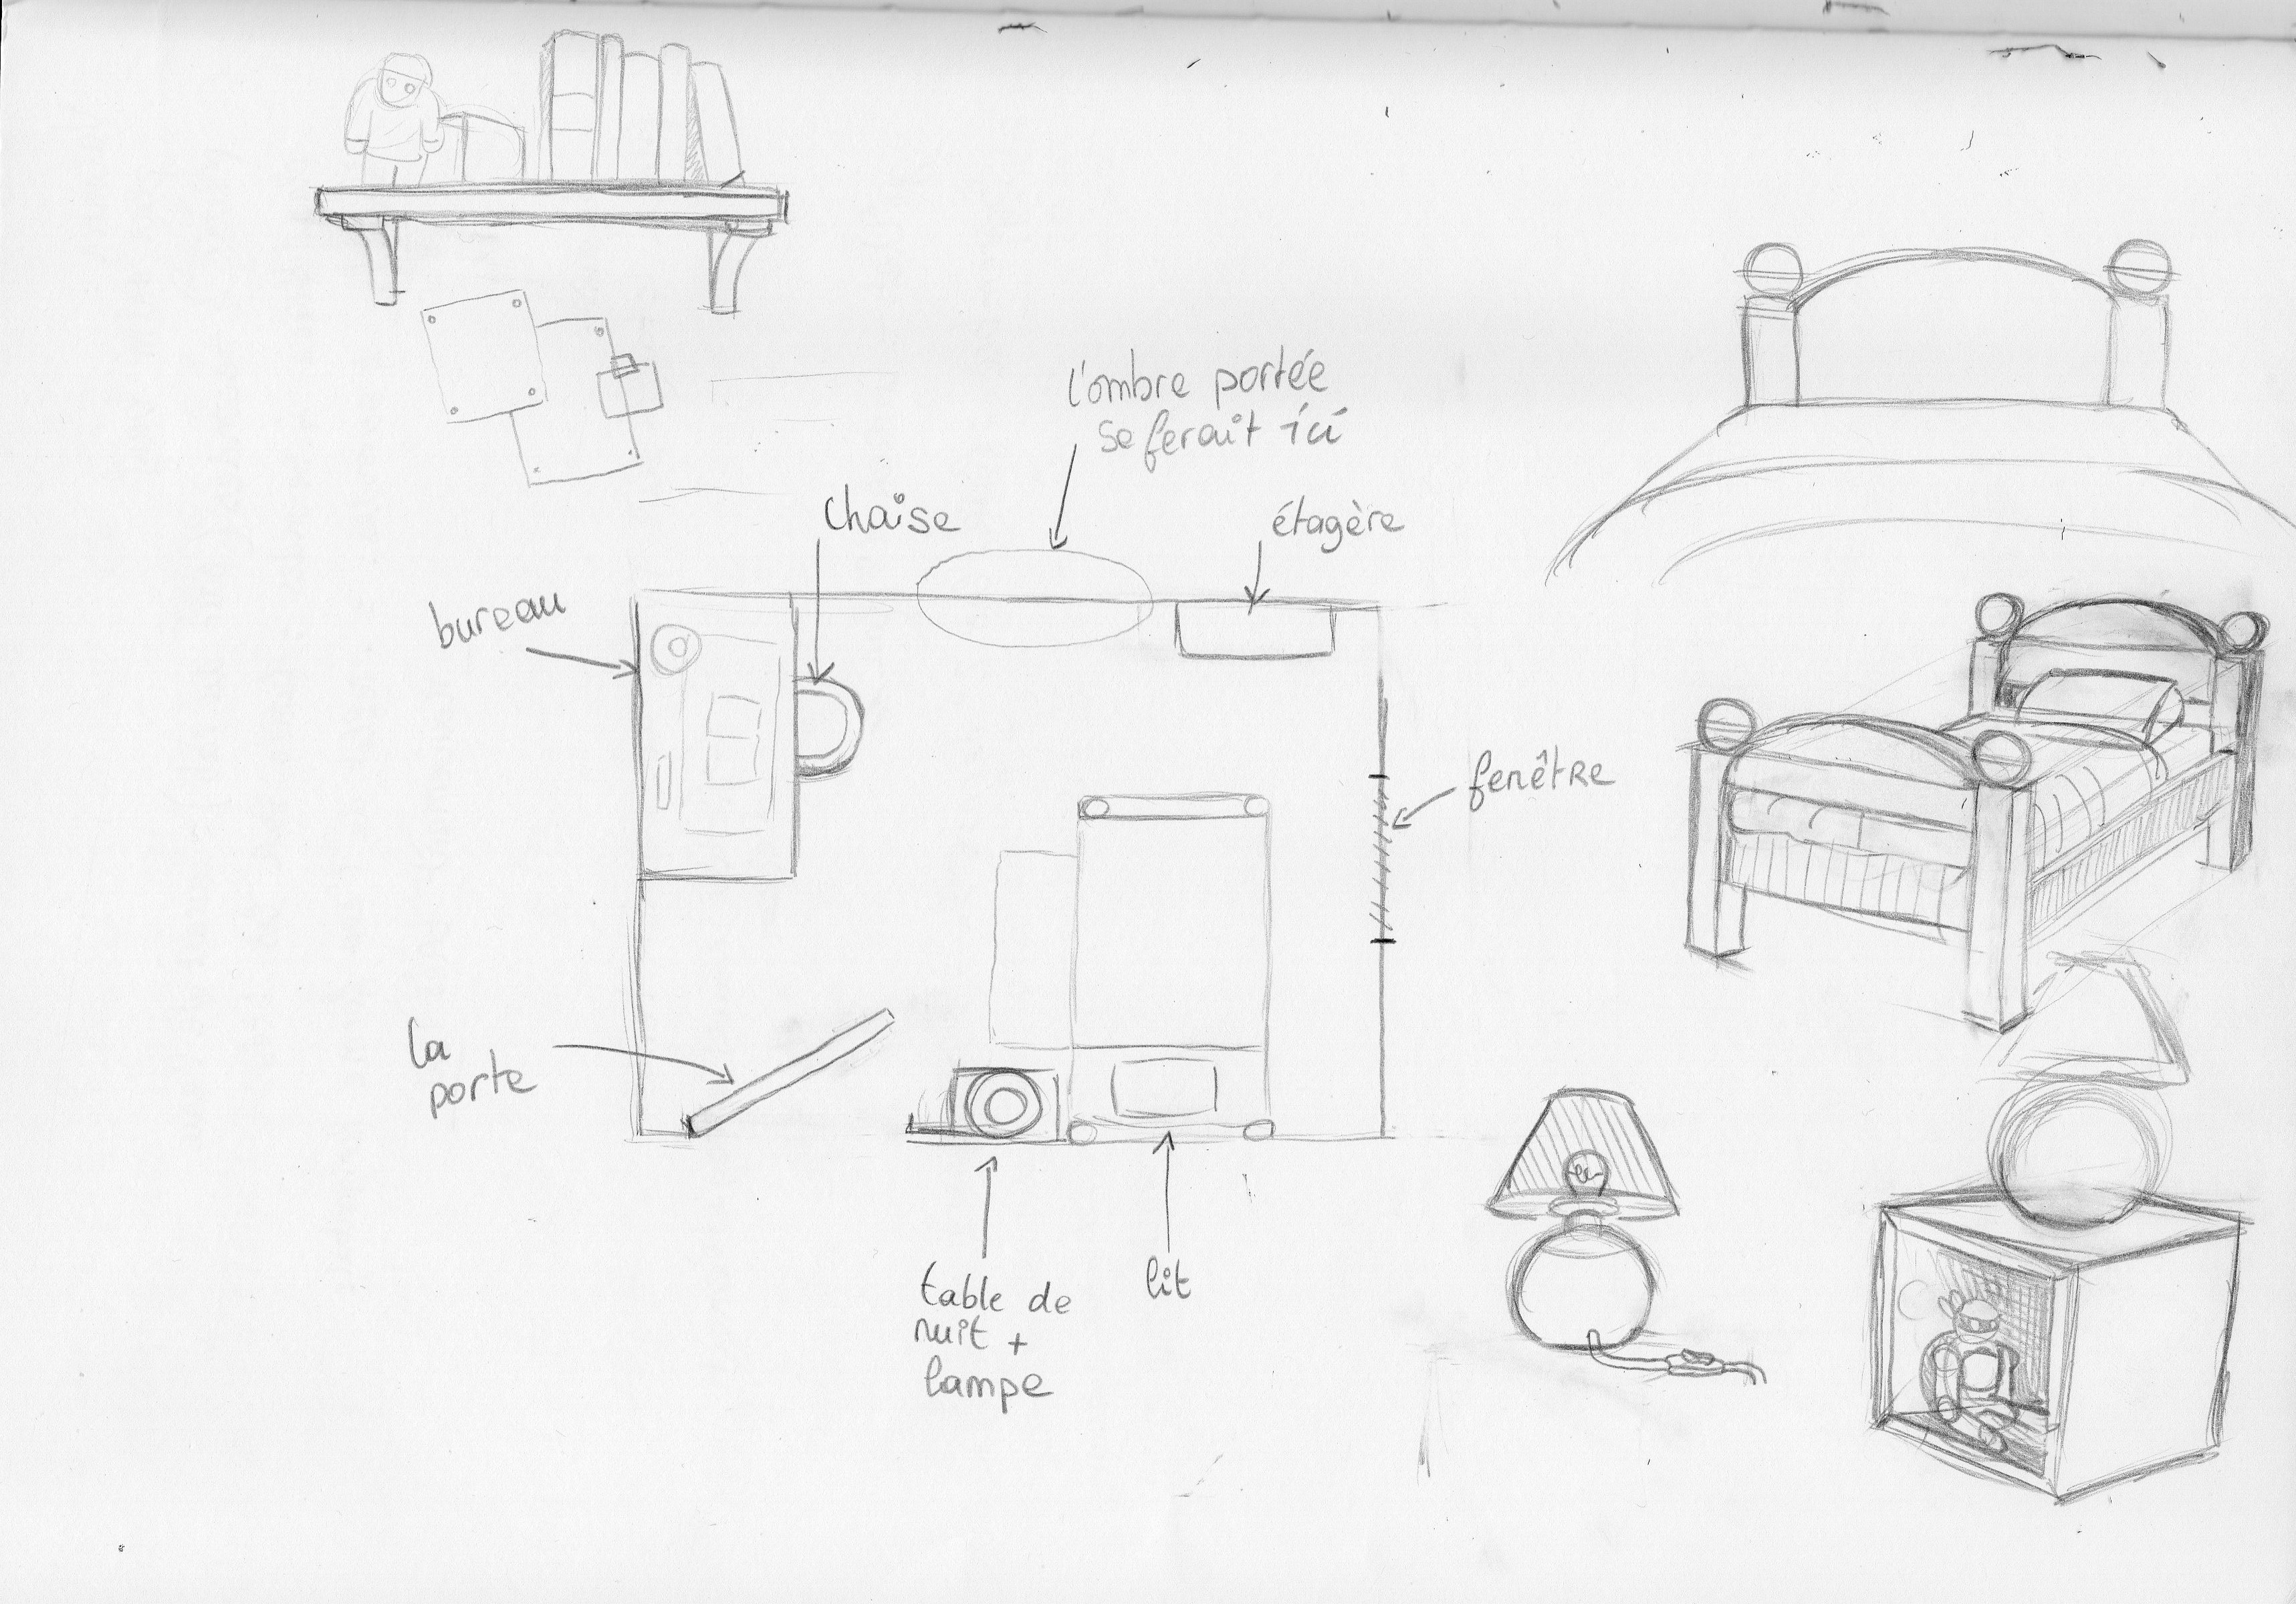 l'ombre portée
se ferait ici
chaise
étagère
bureau
fenêtre
la
porte
table de
nuit +
lampe
lit